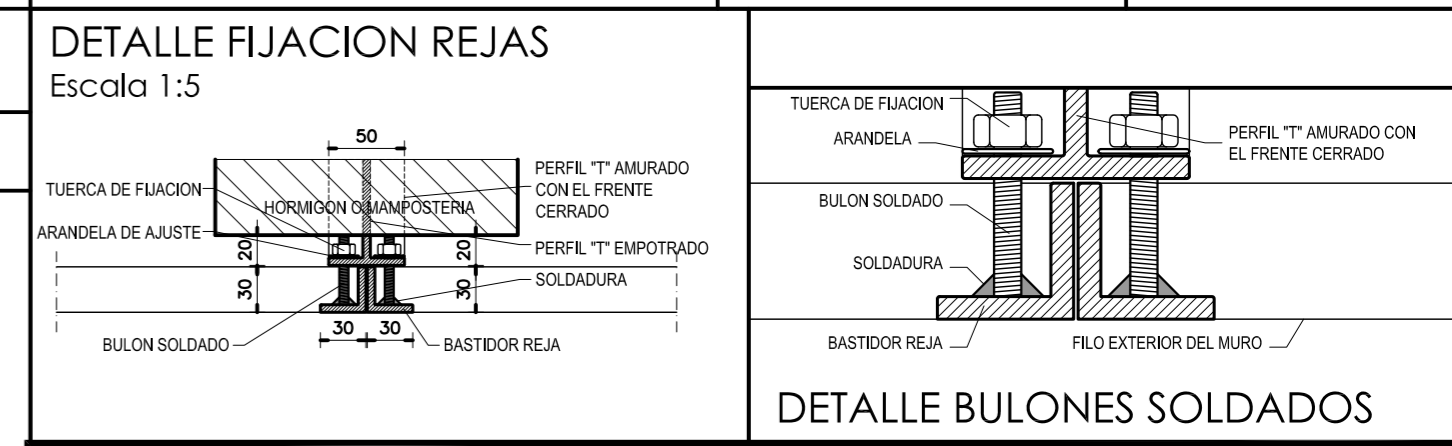 DETALLE FIJACION REJAS
Escala 1:5
50
TUERCA DE FIJACION
PERFIL "T" AMURADO
CON EL FRENTE
CERRADO
HORMIGON O MAMPOSTERIA
ARANDELA DE AJUSTE
20
20
PERFIL "T" EMPOTRADO
30
30
SOLDADURA
30
30
BULON SOLDADO
BASTIDOR REJA
TUERCA DE FIJACION
ARANDELA
PERFIL "T" AMURADO CON
EL FRENTE CERRADO
BULON SOLDADO
SOLDADURA
BASTIDOR REJA
FILO EXTERIOR DEL MURO
DETALLE BULONES SOLDADOS